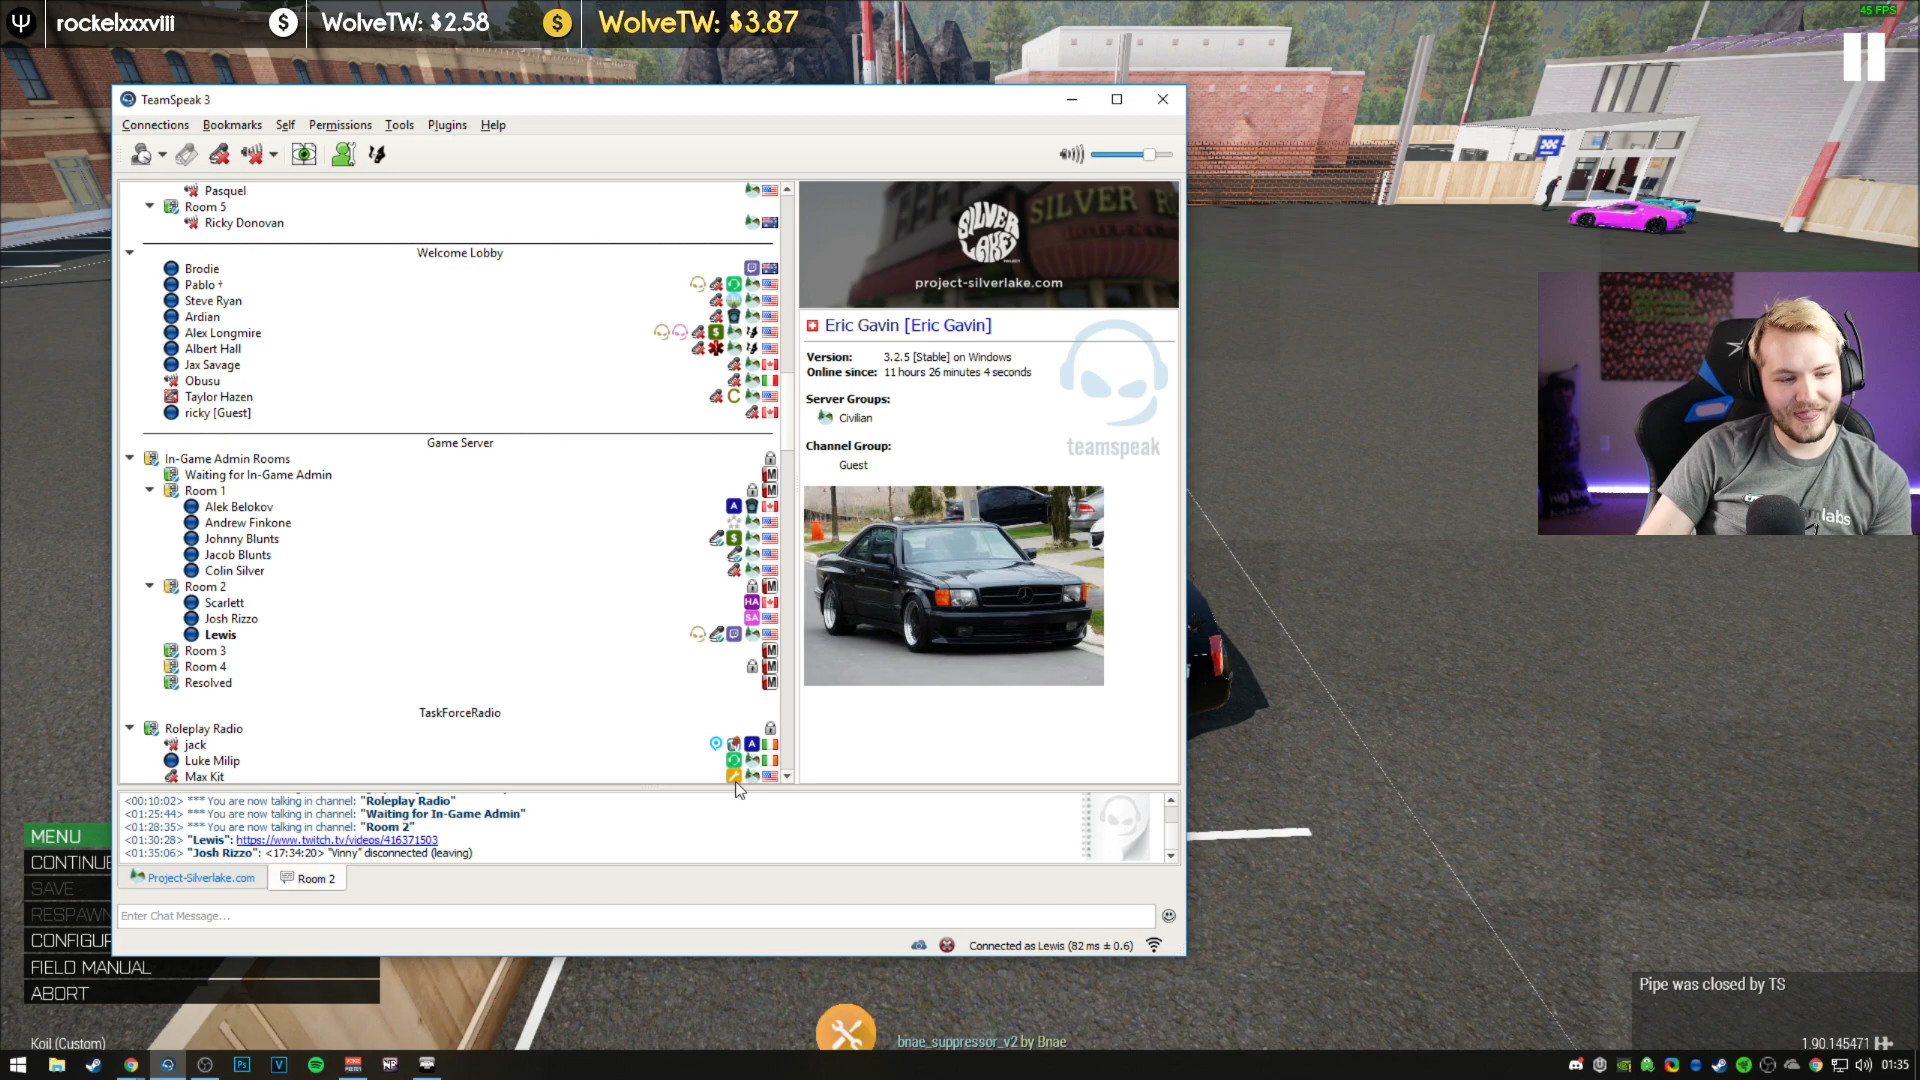 rockelxxxviii
$
WolveTW: $2.58
$
WolveTW: $3.87
45 FPS
TeamSpeak 3
Connections Bookmarks Self Permissions Tools Plugins Help
Pasquel
Room 5
Ricky Donovan
Welcome Lobby
Brodie
Pablo †
Steve Ryan
Ardian
Alex Longmire
Albert Hall
Jax Savage
Obusu
Taylor Hazen
ricky [Guest]
Game Server
In-Game Admin Rooms
Waiting for In-Game Admin
Room 1
Alek Belokov
Andrew Finkone
Johnny Blunts
Jacob Blunts
Colin Silver
Room 2
Scarlett
Josh Rizzo
Lewis
Room 3
Room 4
Resolved
TaskForceRadio
Roleplay Radio
jack
Luke Milip
Max Kit
SILVER LAKE
project-silverlake.com
Eric Gavin [Eric Gavin]
Version: 3.2.5 [Stable] on Windows
Online since: 11 hours 26 minutes 4 seconds
Server Groups:
Civilian
Channel Group:
Guest
teamspeak
<00:10:02> *** You are now talking in channel: "Roleplay Radio"
<01:25:44> *** You are now talking in channel: "Waiting for In-Game Admin"
<01:28:35> *** You are now talking in channel: "Room 2"
<01:30:28> "Lewis": https://www.twitch.tv/videos/416371503
<01:35:06> "Josh Rizzo": <17:34:20> "Vinny" disconnected (leaving)
Project-Silverlake.com
Room 2
Enter Chat Message...
Connected as Lewis (82 ms ± 0.6)
MENU
CONTINUE
SAVE
RESPAWN
CONFIGUR
FIELD MANUAL
ABORT
Koil (Custom)
bnae_suppressor_v2 by Bnae
Pipe was closed by TS
1.90.145471
01:35